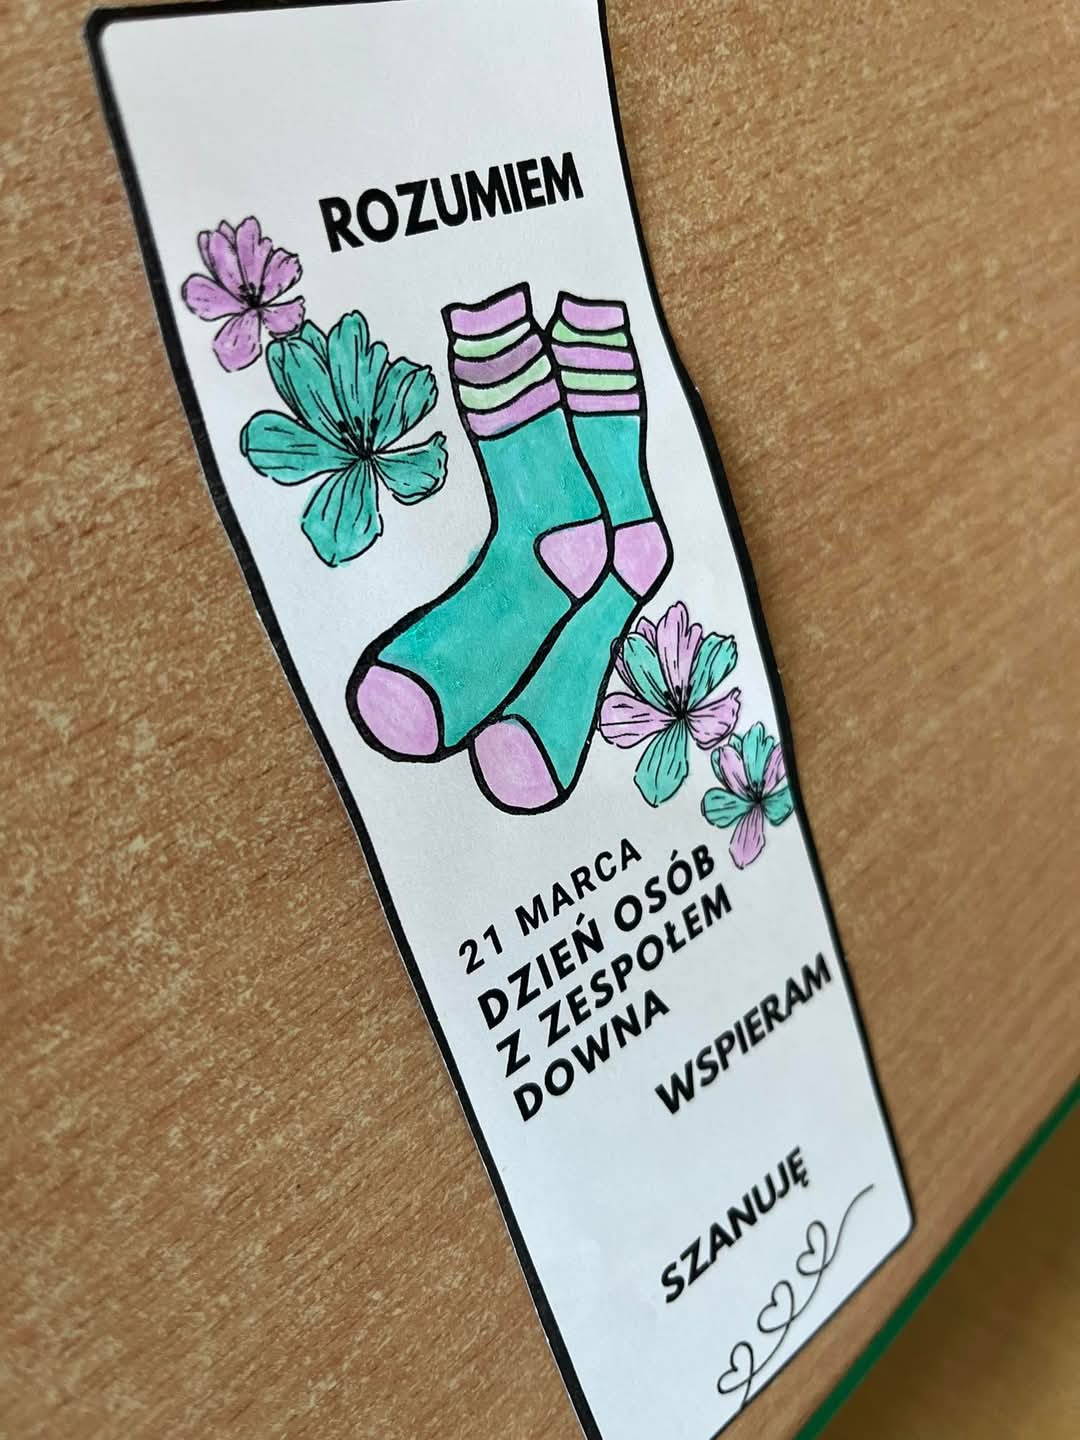 ROZUMIEM
21 MARCA
DZIEŃ OSÓB
Z ZESPOŁEM
DOWNA
WSPIERAM
SZANUJĘ